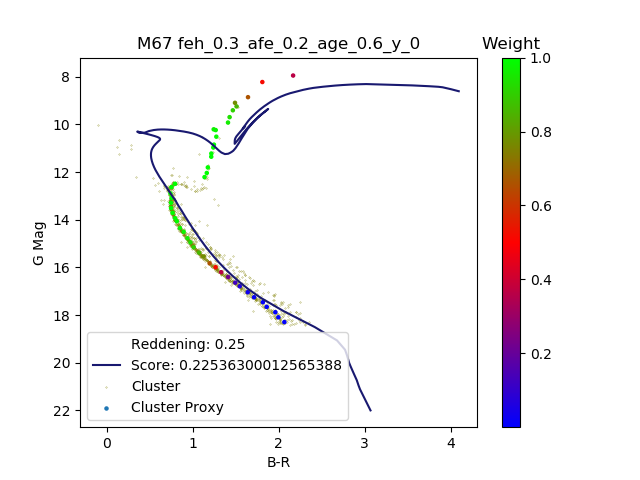 M67 feh_0.3_afe_0.2_age_0.6_y_0
Weight
8
10
12
14
16
18
20
22
G Mag
0
1
2
3
4
B-R
Reddening: 0.25
Score: 0.22536300012565388
Cluster
Cluster Proxy
1.0
0.8
0.6
0.4
0.2